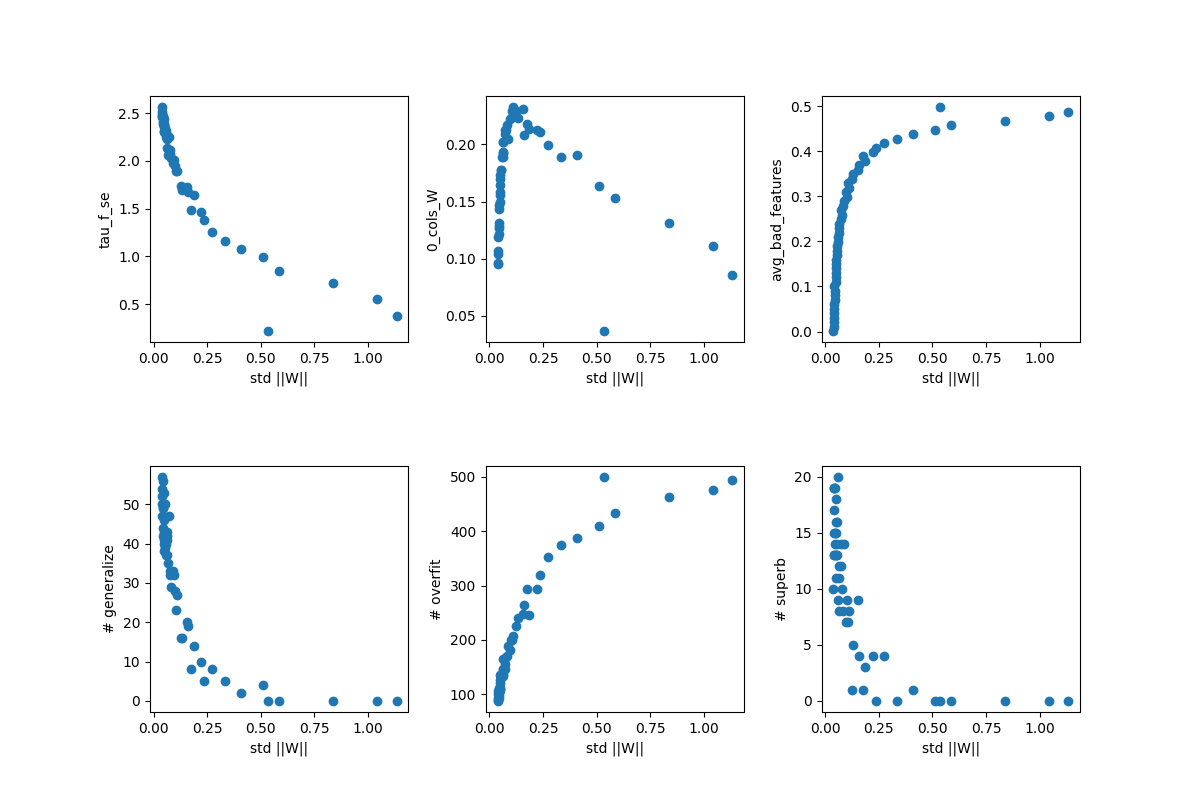 2.5
2.0
1.5
1.0
0.5
tau_f_se
0.00 0.25 0.50 0.75 1.00
std ||W||
0.20
0.15
0.10
0.05
0_cols_W
0.00 0.25 0.50 0.75 1.00
std ||W||
0.5
0.4
0.3
0.2
0.1
0.0
avg_bad_features
0.00 0.25 0.50 0.75 1.00
std ||W||
50
40
30
20
10
0
# generalize
0.00 0.25 0.50 0.75 1.00
std ||W||
500
400
300
200
100
# overfit
0.00 0.25 0.50 0.75 1.00
std ||W||
20
15
10
5
0
# superb
0.00 0.25 0.50 0.75 1.00
std ||W||